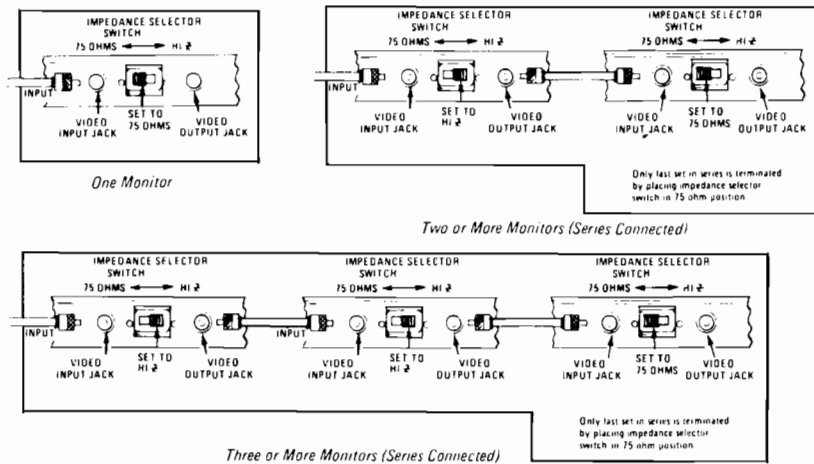 IMPEDANCE SELECTOR
SWITCH
75 OHMS HI Z
INPUT
VIDEO
INPUT JACK
SET TO
75 OHMS
VIDEO
OUTPUT JACK
One Monitor
IMPEDANCE SELECTOR
SWITCH
75 OHMS HI Z
INPUT
VIDEO
INPUT JACK
SET TO
HI Z
VIDEO
OUTPUT JACK
IMPEDANCE SELECTOR
SWITCH
75 OHMS HI Z
VIDEO
INPUT JACK
SET TO
75 OHMS
VIDEO
OUTPUT JACK
Only last set in series is terminated
by placing impedance selector
switch in 75 ohm position
Two or More Monitors (Series Connected)
IMPEDANCE SELECTOR
SWITCH
75 OHMS HI Z
INPUT
VIDEO
INPUT JACK
SET TO
HI Z
VIDEO
OUTPUT JACK
IMPEDANCE SELECTOR
SWITCH
75 OHMS HI Z
INPUT
VIDEO
INPUT JACK
SET TO
HI Z
VIDEO
OUTPUT JACK
IMPEDANCE SELECTOR
SWITCH
75 OHMS HI Z
VIDEO
INPUT JACK
SET TO
75 OHMS
VIDEO
OUTPUT JACK
Only last set in series is terminated
by placing impedance selector
switch in 75 ohm position
Three or More Monitors (Series Connected)